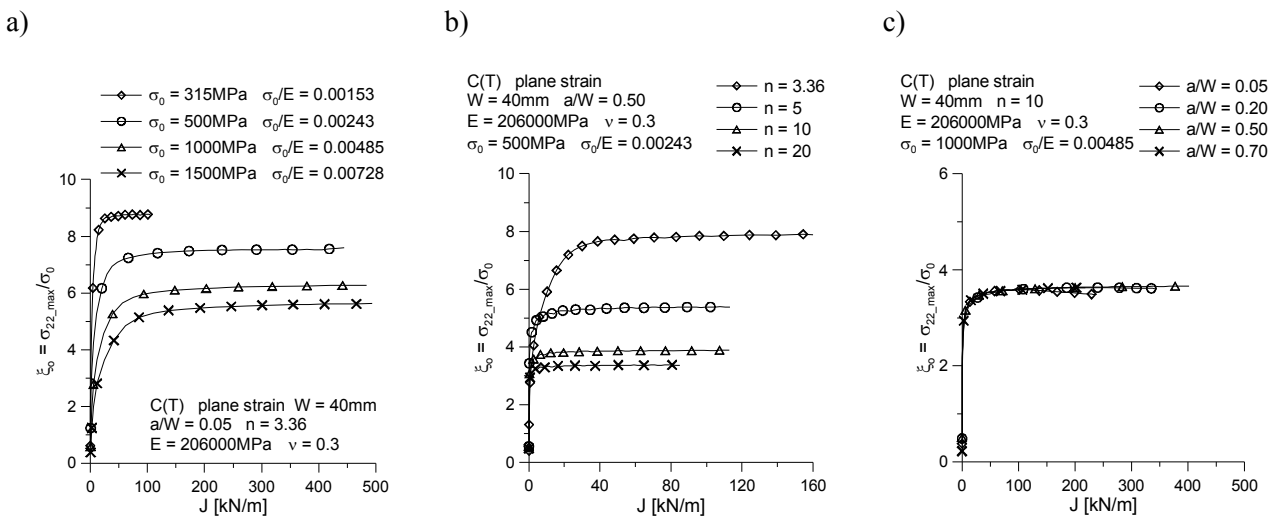 a)
σ₀ = 315MPa σ₀/E = 0.00153
σ₀ = 500MPa σ₀/E = 0.00243
σ₀ = 1000MPa σ₀/E = 0.00485
σ₀ = 1500MPa σ₀/E = 0.00728
10
8
6
4
2
0
ξ₀ = σ₂₂_max/σ₀
C(T) plane strain W = 40mm
a/W = 0.05 n = 3.36
E = 206000MPa ν = 0.3
0 100 200 300 400 500
J [kN/m]
b)
C(T) plane strain
W = 40mm a/W = 0.50
E = 206000MPa ν = 0.3
σ₀ = 500MPa σ₀/E = 0.00243
n = 3.36
n = 5
n = 10
n = 20
10
8
6
4
2
0
ξ₀ = σ₂₂_max/σ₀
0 40 80 120 160
J [kN/m]
c)
C(T) plane strain
W = 40mm n = 10
E = 206000MPa ν = 0.3
σ₀ = 1000MPa σ₀/E = 0.00485
a/W = 0.05
a/W = 0.20
a/W = 0.50
a/W = 0.70
6
4
2
0
ξ₀ = σ₂₂_max/σ₀
0 100 200 300 400 500
J [kN/m]